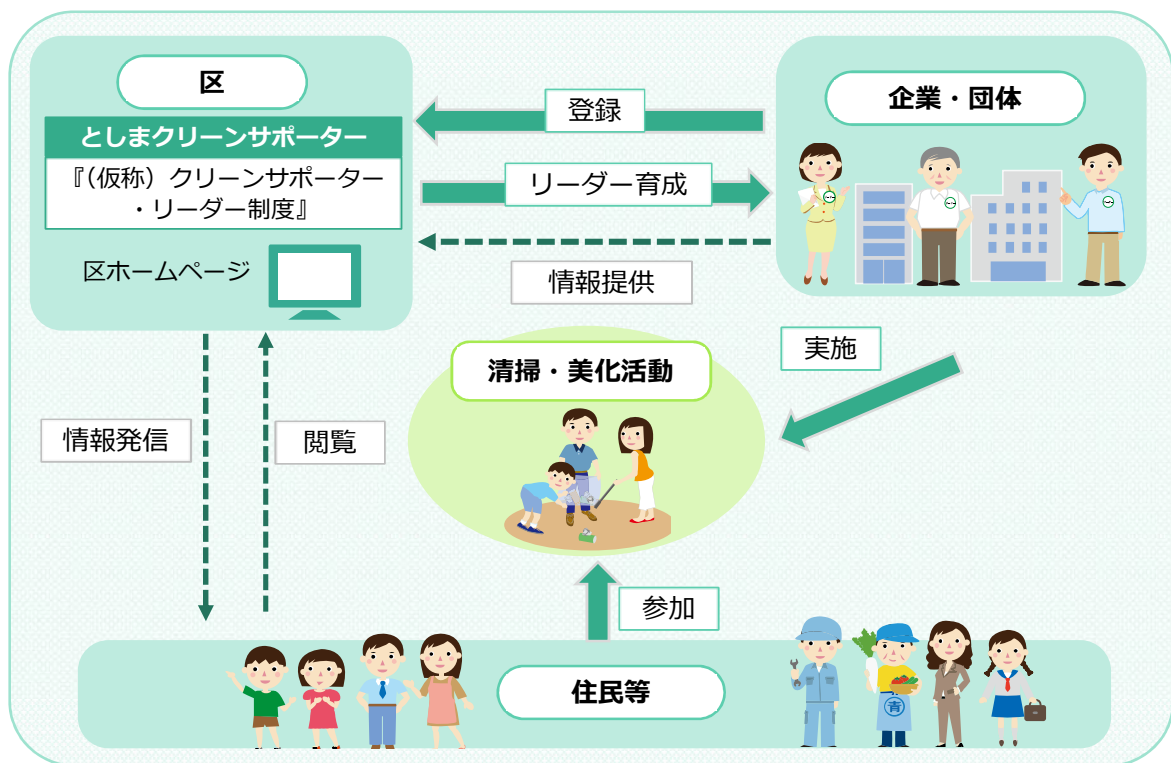 区
としまクリーンサポーター
『(仮称) クリーンサポーター
・リーダー制度』
区ホームページ
登録
リーダー育成
情報提供
企業・団体
実施
清掃・美化活動
情報発信
閲覧
参加
住民等
青